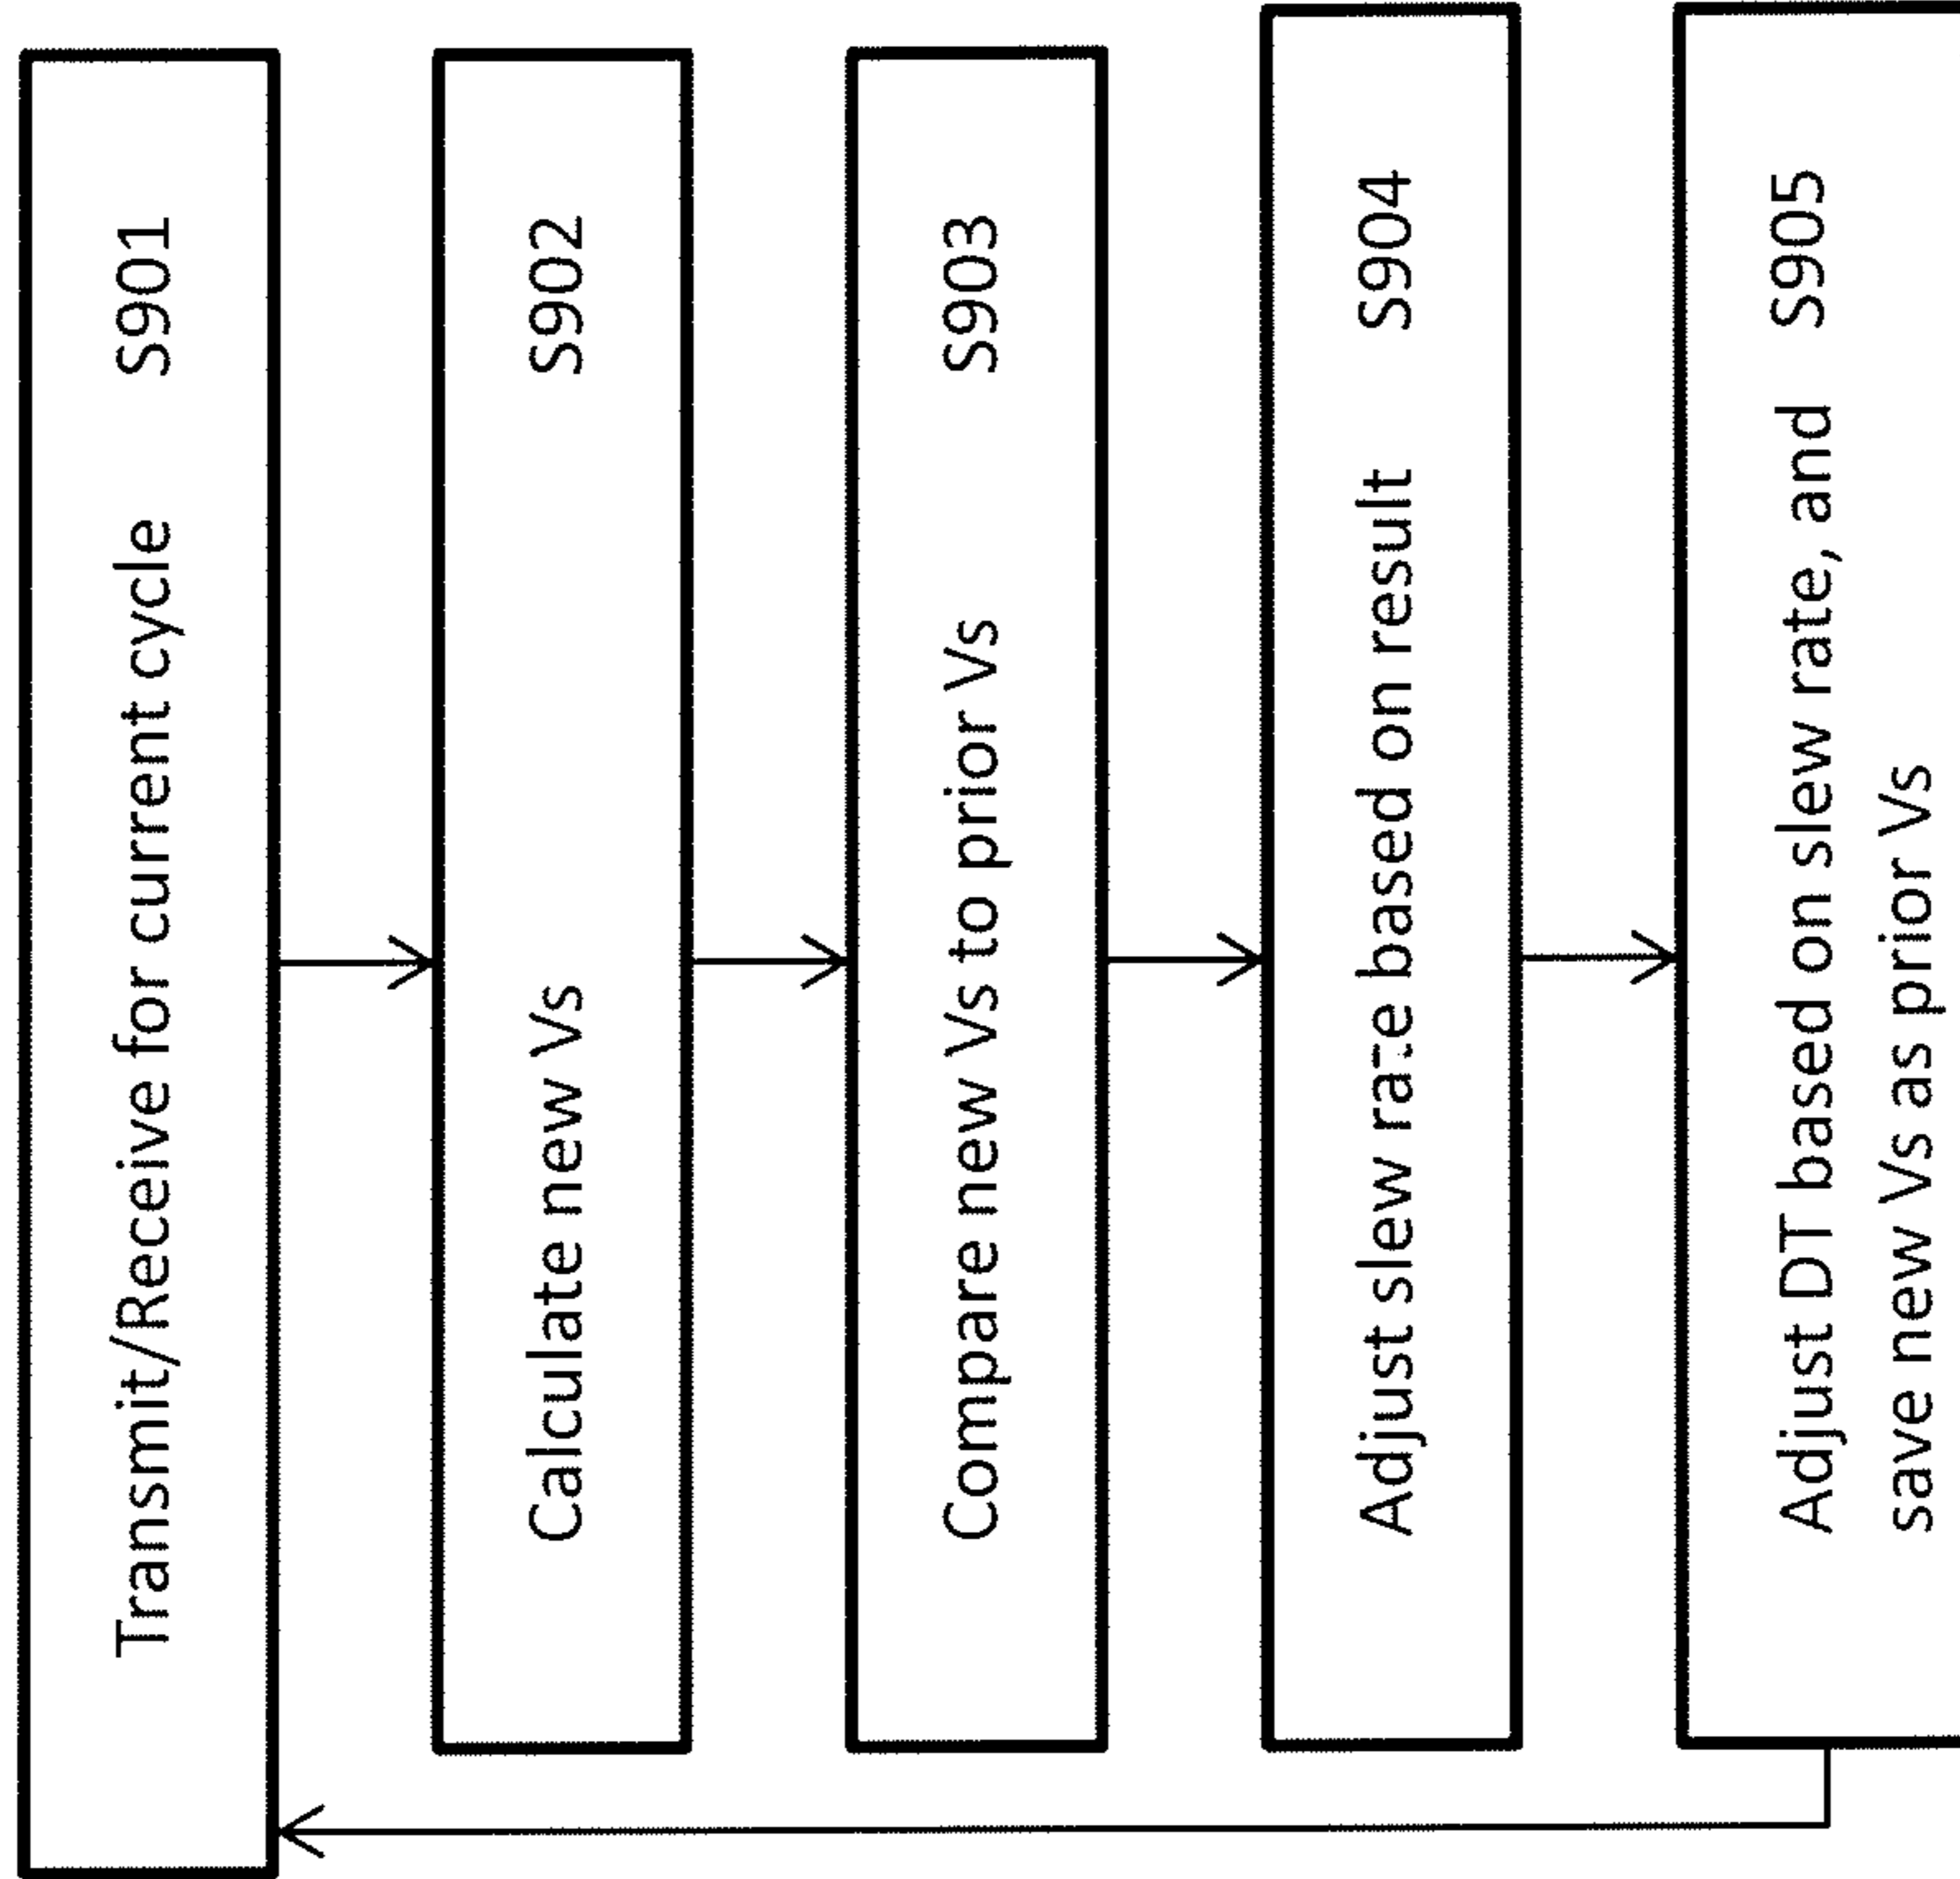 Transmit/Receive for current cycle S901
Calculate new Vs S902
Compare new Vs to prior Vs S903
Adjust slew rate based on result S904
Adjust DT based on slew rate, and S905
save new Vs as prior Vs